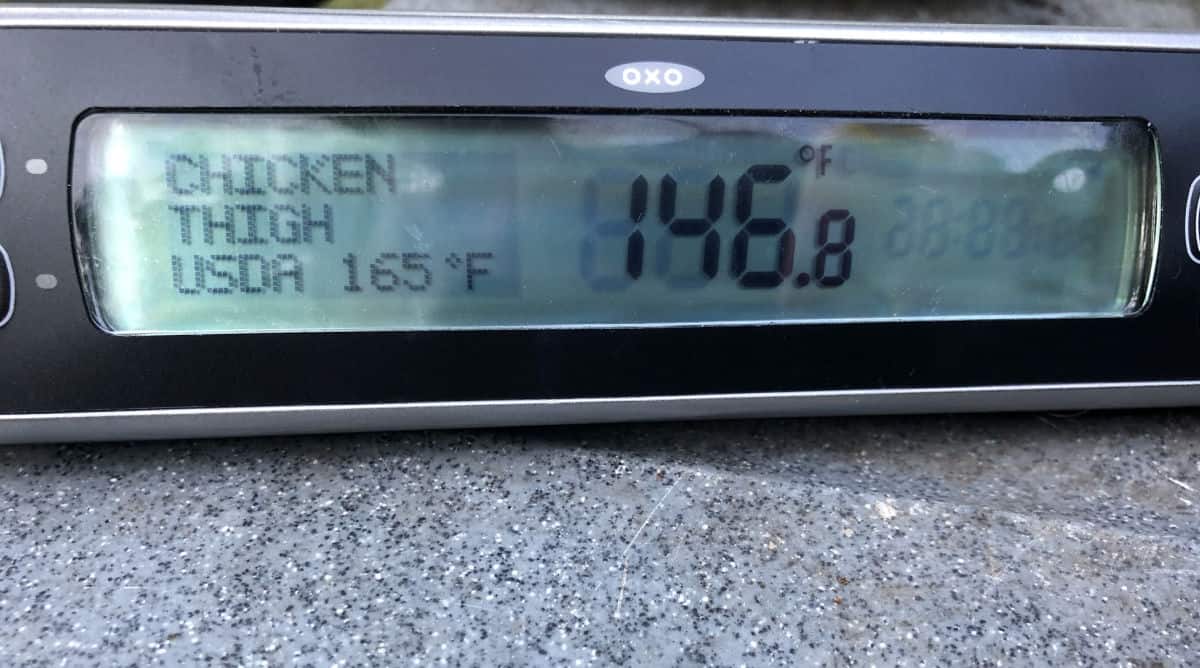 OXO
CHICKEN
THIGH
USDA 165°F
146.8 °F